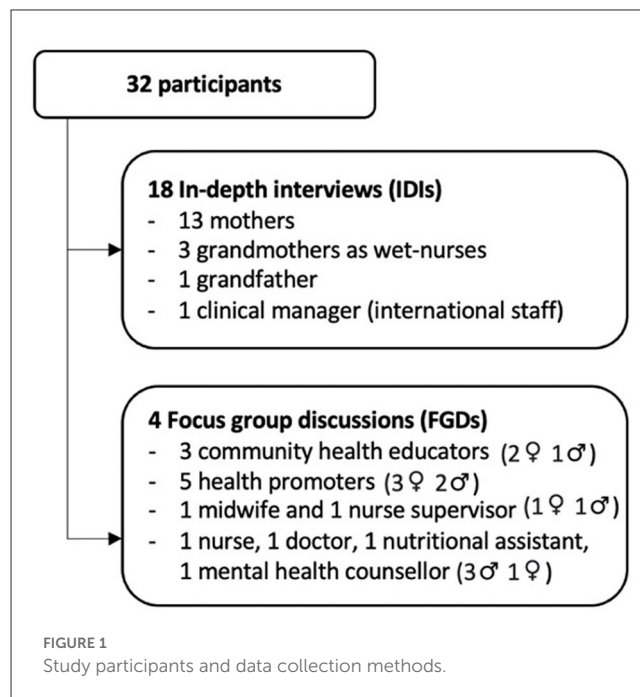 32 participants
18 In-depth interviews (IDIs)
- 13 mothers
- 3 grandmothers as wet-nurses
- 1 grandfather
- 1 clinical manager (international staff)
4 Focus group discussions (FGDs)
- 3 community health educators (2♀ 1♂)
- 5 health promoters (3♀ 2♂)
- 1 midwife and 1 nurse supervisor (1♀ 1♂)
- 1 nurse, 1 doctor, 1 nutritional assistant,
1 mental health counsellor (3♂ 1♀)
FIGURE 1
Study participants and data collection methods.